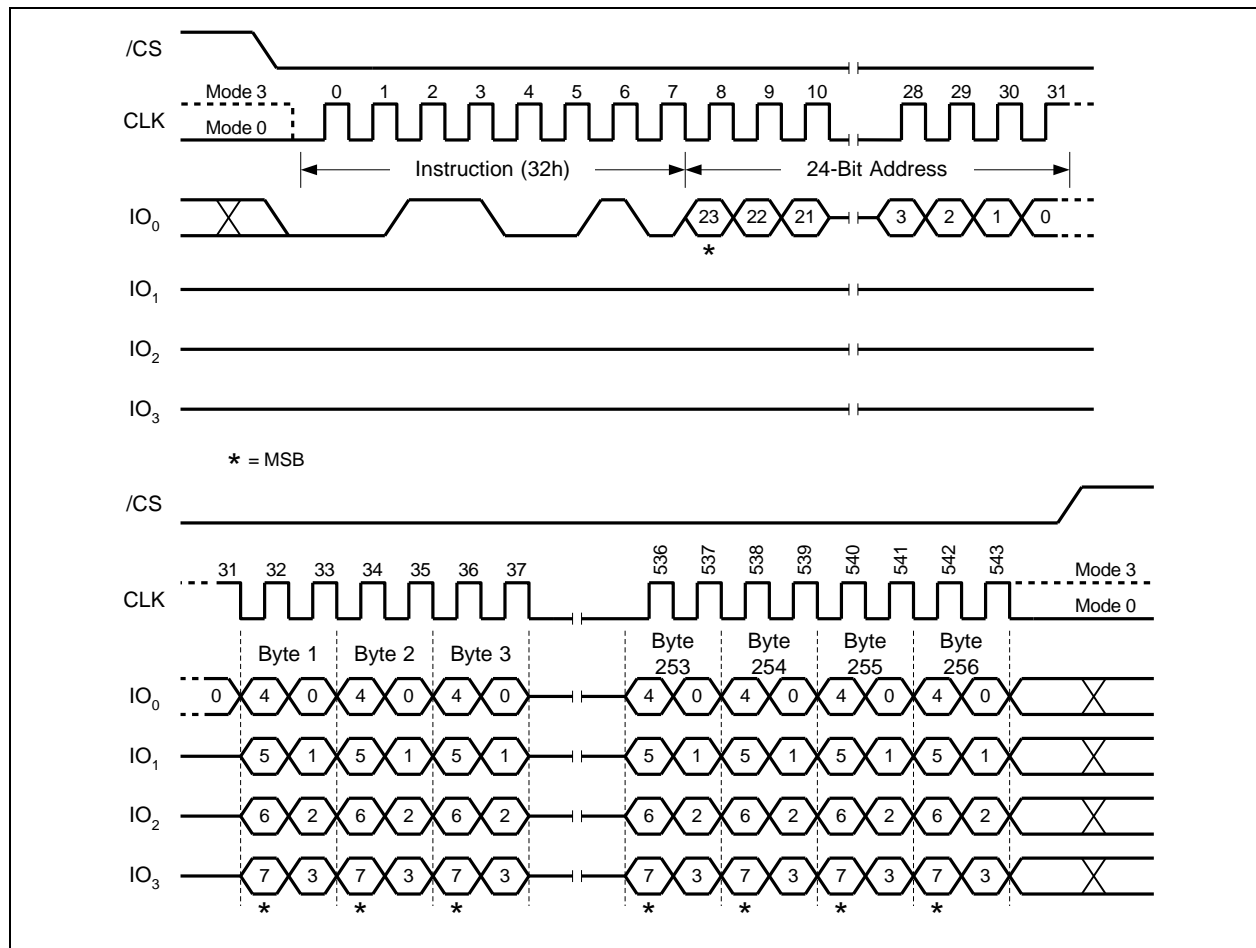 /CS
Mode 3
0 1 2 3 4 5 6 7 8 9 10 28 29 30 31
CLK
Mode 0
Instruction (32h) 24-Bit Address
IO0 23 22 21 3 2 1 0
*
IO1
IO2
IO3
* = MSB
/CS
31 32 33 34 35 36 37 536 537 538 539 540 541 542 543
Mode 3
CLK
Mode 0
Byte 1 Byte 2 Byte 3 Byte 253 Byte 254 Byte 255 Byte 256
IO0 0 4 0 4 0 4 0 4 0 4 0 4 0 4 0
IO1 5 1 5 1 5 1 5 1 5 1 5 1 5 1
IO2 6 2 6 2 6 2 6 2 6 2 6 2 6 2
IO3 7 3 7 3 7 3 7 3 7 3 7 3 7 3
* * * * * * *